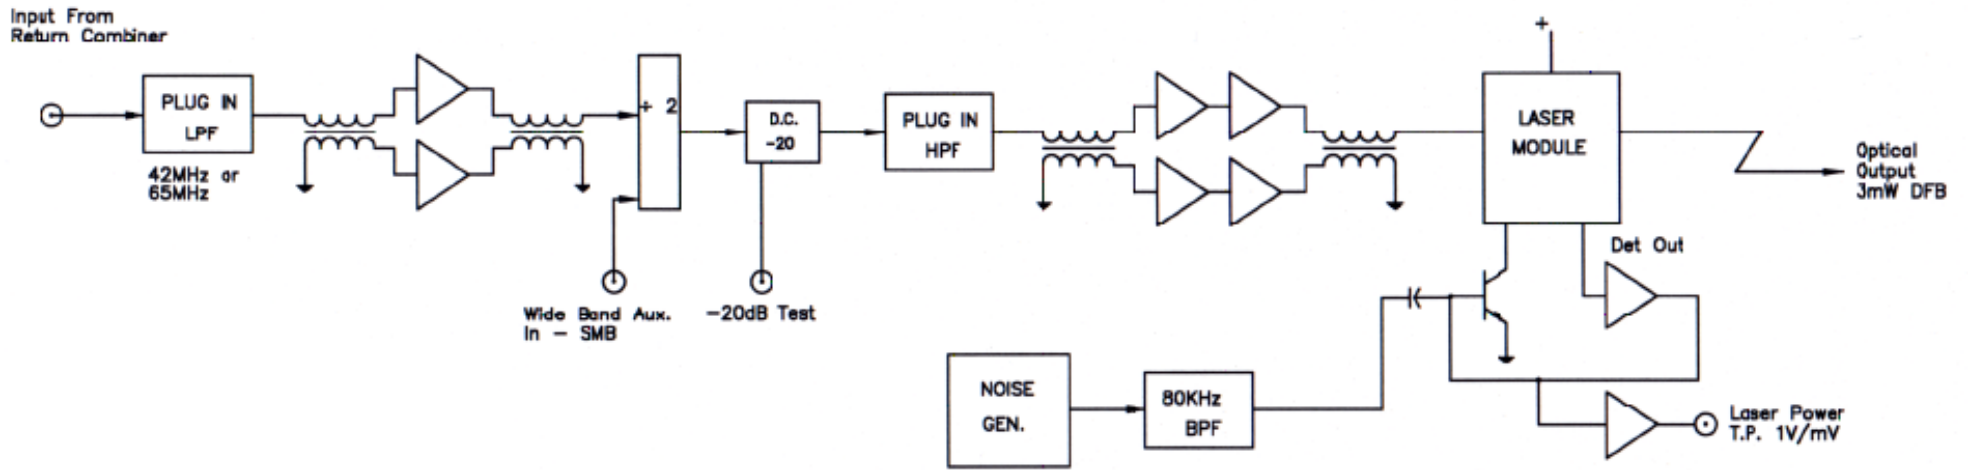 Input From
Return Combiner
PLUG IN
LPF
42MHz or
65MHz
÷ 2
Wide Band Aux.
In - SMB
D.C.
-20
-20dB Test
PLUG IN
HPF
+
LASER
MODULE
Optical
Output
3mW DFB
Det Out
NOISE
GEN.
80KHz
BPF
Laser Power
T.P. 1V/mV